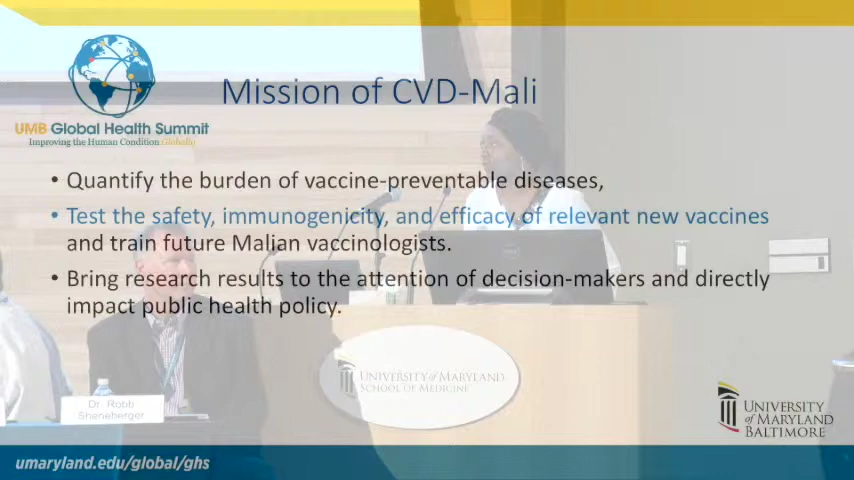 Mission of CVD-Mali
UMB Global Health Summit
Improving the Human Condition Globally
• Quantify the burden of vaccine-preventable diseases,
• Test the safety, immunogenicity, and efficacy of relevant new vaccines
and train future Malian vaccinologists.
• Bring research results to the attention of decision-makers and directly
impact public health policy.
UNIVERSITY of MARYLAND
SCHOOL OF MEDICINE
Dr. Robb
Sheneberger
UNIVERSITY
of MARYLAND
BALTIMORE
umaryland.edu/global/ghs